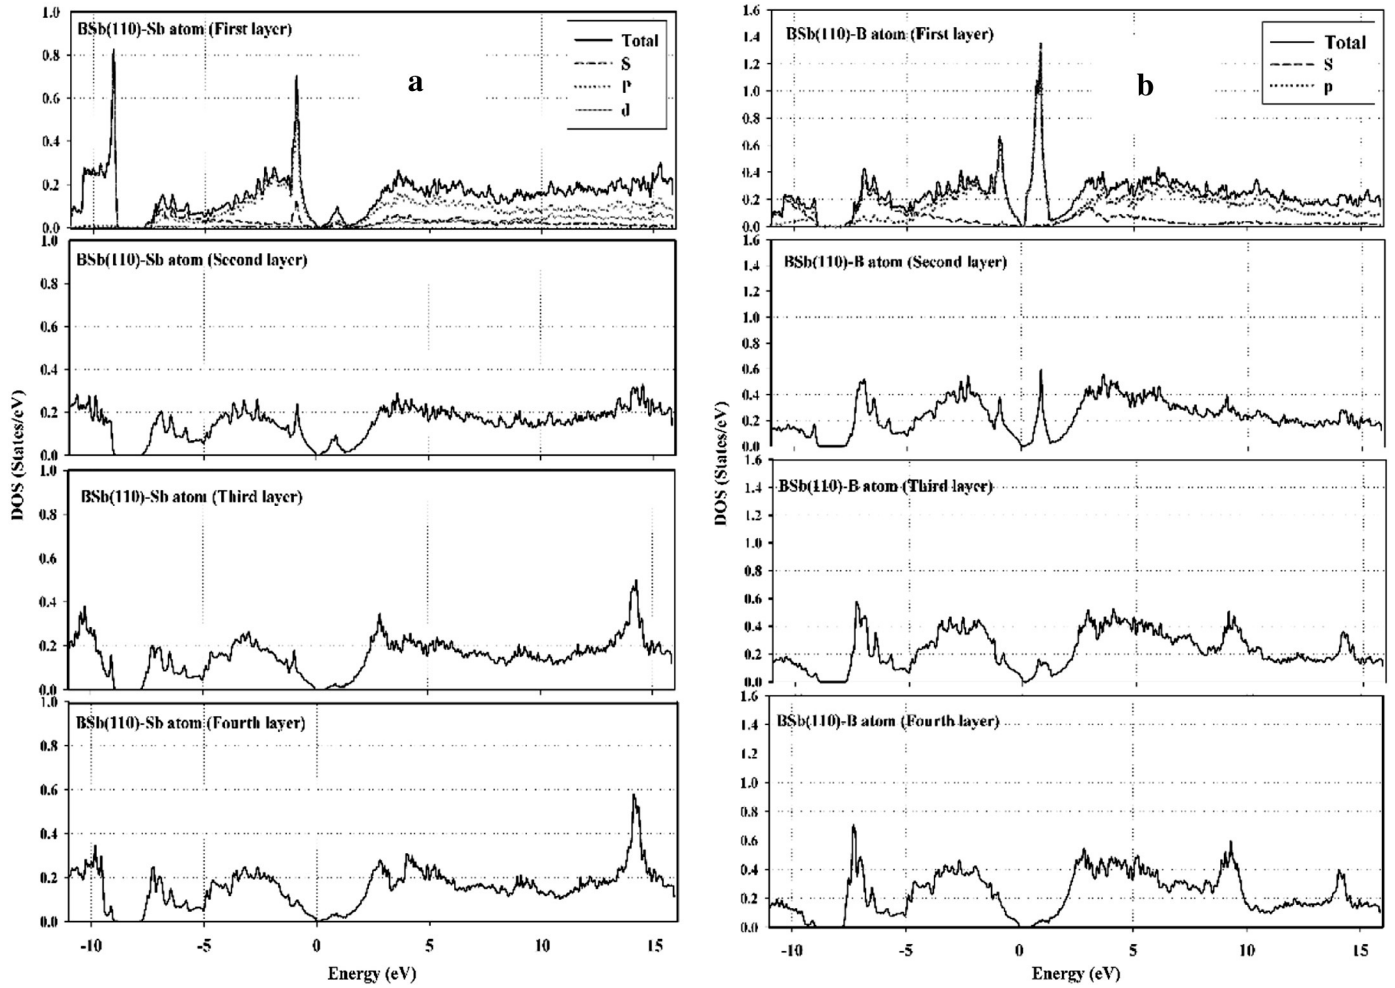 BSb(110)-Sb atom (First layer)
a
Total
S
P
d
1.0
0.8
0.6
0.4
0.2
0.0
BSb(110)-Sb atom (Second layer)
1.0
0.8
0.6
0.4
0.2
0.0
BSb(110)-Sb atom (Third layer)
1.0
0.8
0.6
0.4
0.2
0.0
BSb(110)-Sb atom (Fourth layer)
1.0
0.8
0.6
0.4
0.2
0.0
-10 -5 0 5 10 15
Energy (eV)
DOS (States/eV)
BSb(110)-B atom (First layer)
b
Total
S
p
1.6
1.4
1.2
1.0
0.8
0.6
0.4
0.2
0.0
BSb(110)-B atom (Second layer)
1.6
1.4
1.2
1.0
0.8
0.6
0.4
0.2
0.0
BSb(110)-B atom (Third layer)
1.6
1.4
1.2
1.0
0.8
0.6
0.4
0.2
0.0
BSb(110)-B atom (Fourth layer)
1.6
1.4
1.2
1.0
0.8
0.6
0.4
0.2
0.0
-10 -5 0 5 10 15
Energy (eV)
DOS (States/eV)